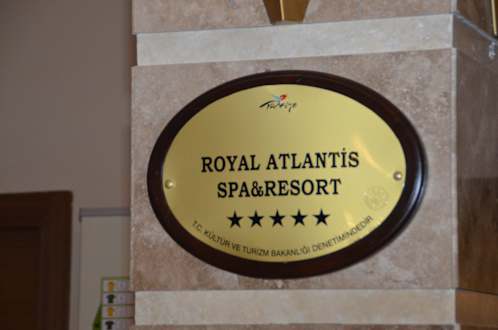 Türkiye
ROYAL ATLANTİS
SPA&RESORT
T.C. KÜLTÜR VE TURİZM BAKANLIĞI DENETİMİNDEDİR